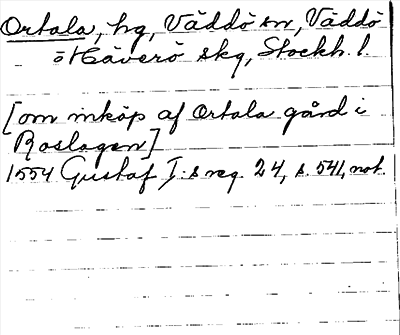 Ortala, hg, Väddö sn, Väddö
o Häverö skg, Stockh. l.
[om inköp af Ortala gård i
Roslagen]
1554 Gustaf I:s reg. 24, s. 541, not.